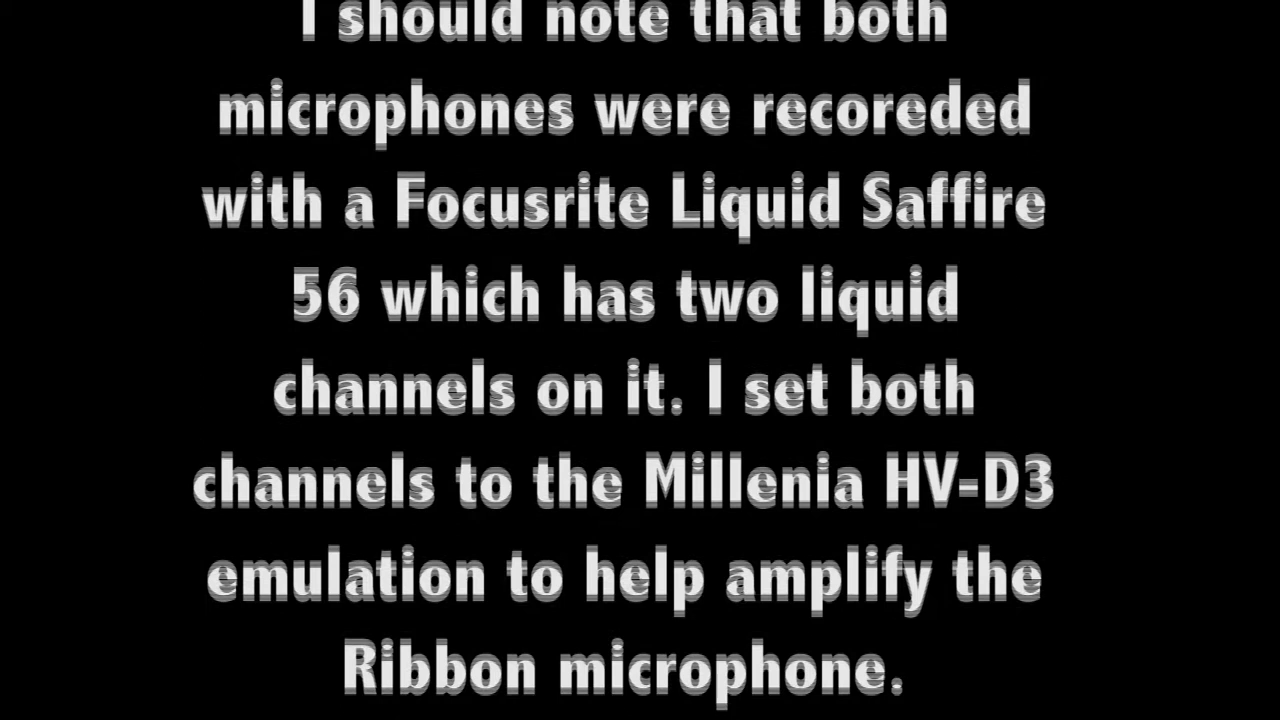 I should note that both
microphones were recoreded
with a Focusrite Liquid Saffire
56 which has two liquid
channels on it. I set both
channels to the Millenia HV-D3
emulation to help amplify the
Ribbon microphone.